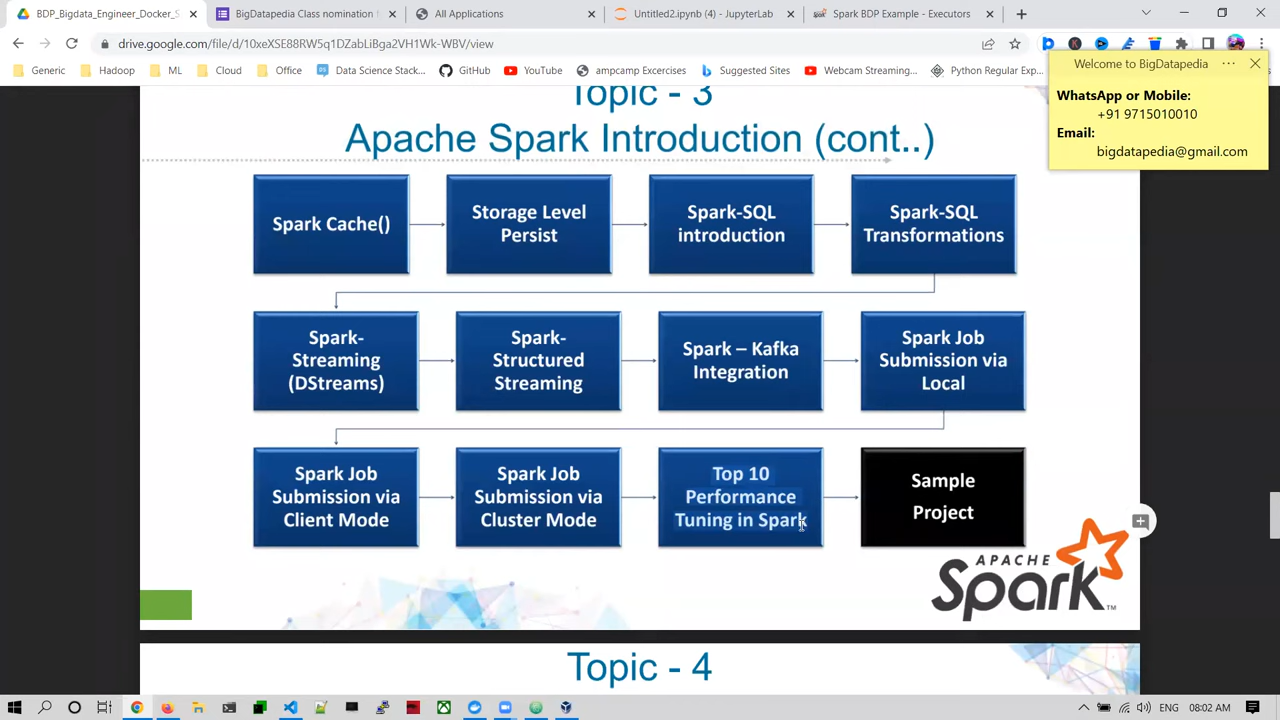 BDP_Bigdata_Engineer_Docker_S
BigDatapedia Class nomination f
All Applications
Untitled2.ipynb (4) - JupyterLab
Spark BDP Example - Executors
drive.google.com/file/d/10xeXSE88RW5q1DZabLiBga2VH1Wk-WPV/view
Generic
Hadoop
ML
Cloud
Office
Data Science Stack...
GitHub
YouTube
ampcamp Excercises
Suggested Sites
Webcam Streaming...
Python Regular Exp...
Welcome to BigDatapedia
WhatsApp or Mobile:
+91 9715010010
Email:
bigdatapedia@gmail.com
Topic - 3
Apache Spark Introduction (cont..)
Spark Cache()
Storage Level
Persist
Spark-SQL
introduction
Spark-SQL
Transformations
Spark-
Streaming
(DStreams)
Spark-
Structured
Streaming
Spark – Kafka
Integration
Spark Job
Submission via
Local
Spark Job
Submission via
Client Mode
Spark Job
Submission via
Cluster Mode
Top 10
Performance
Tuning in Spark
Sample
Project
APACHE
Spark
TM
Topic - 4
ENG
08:02 AM